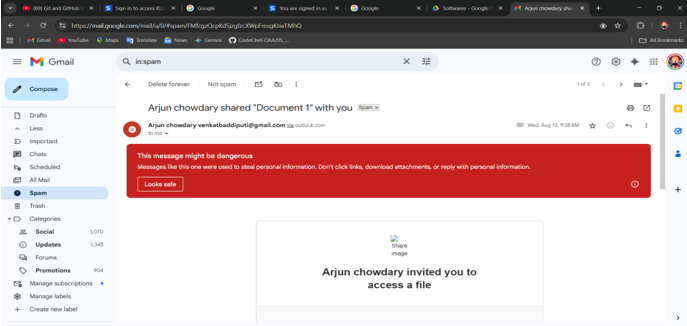 (69) Git and GitHub
Sign in to access
Google
You are signed in as
Google
Softwares - Google D
Arjun chowdary shar
https://mail.google.com/mail/u/0/#spam/
Gmail
YouTube
Maps
Translate
News
Gemini
CodeChef-DAA/05_...
All Bookmarks
Gmail
in:spam
Compose
Delete forever
Not spam
1 of 3
Drafts
Less
Important
Chats
Scheduled
All Mail
Spam
Trash
Categories
Social 1,070
Updates 1,345
Forums
Promotions 904
Manage subscriptions
Manage labels
Create new label
Arjun chowdary shared "Document 1" with you Spam ×
Arjun chowdary venkatbaddiputi@gmail.com via outlook.com
Wed, Aug 13, 9:38 AM
to me
This message might be dangerous
Messages like this one were used to steal personal information. Don't click links, download attachments, or reply with personal information.
Looks safe
Share
image
Arjun chowdary invited you to
access a file